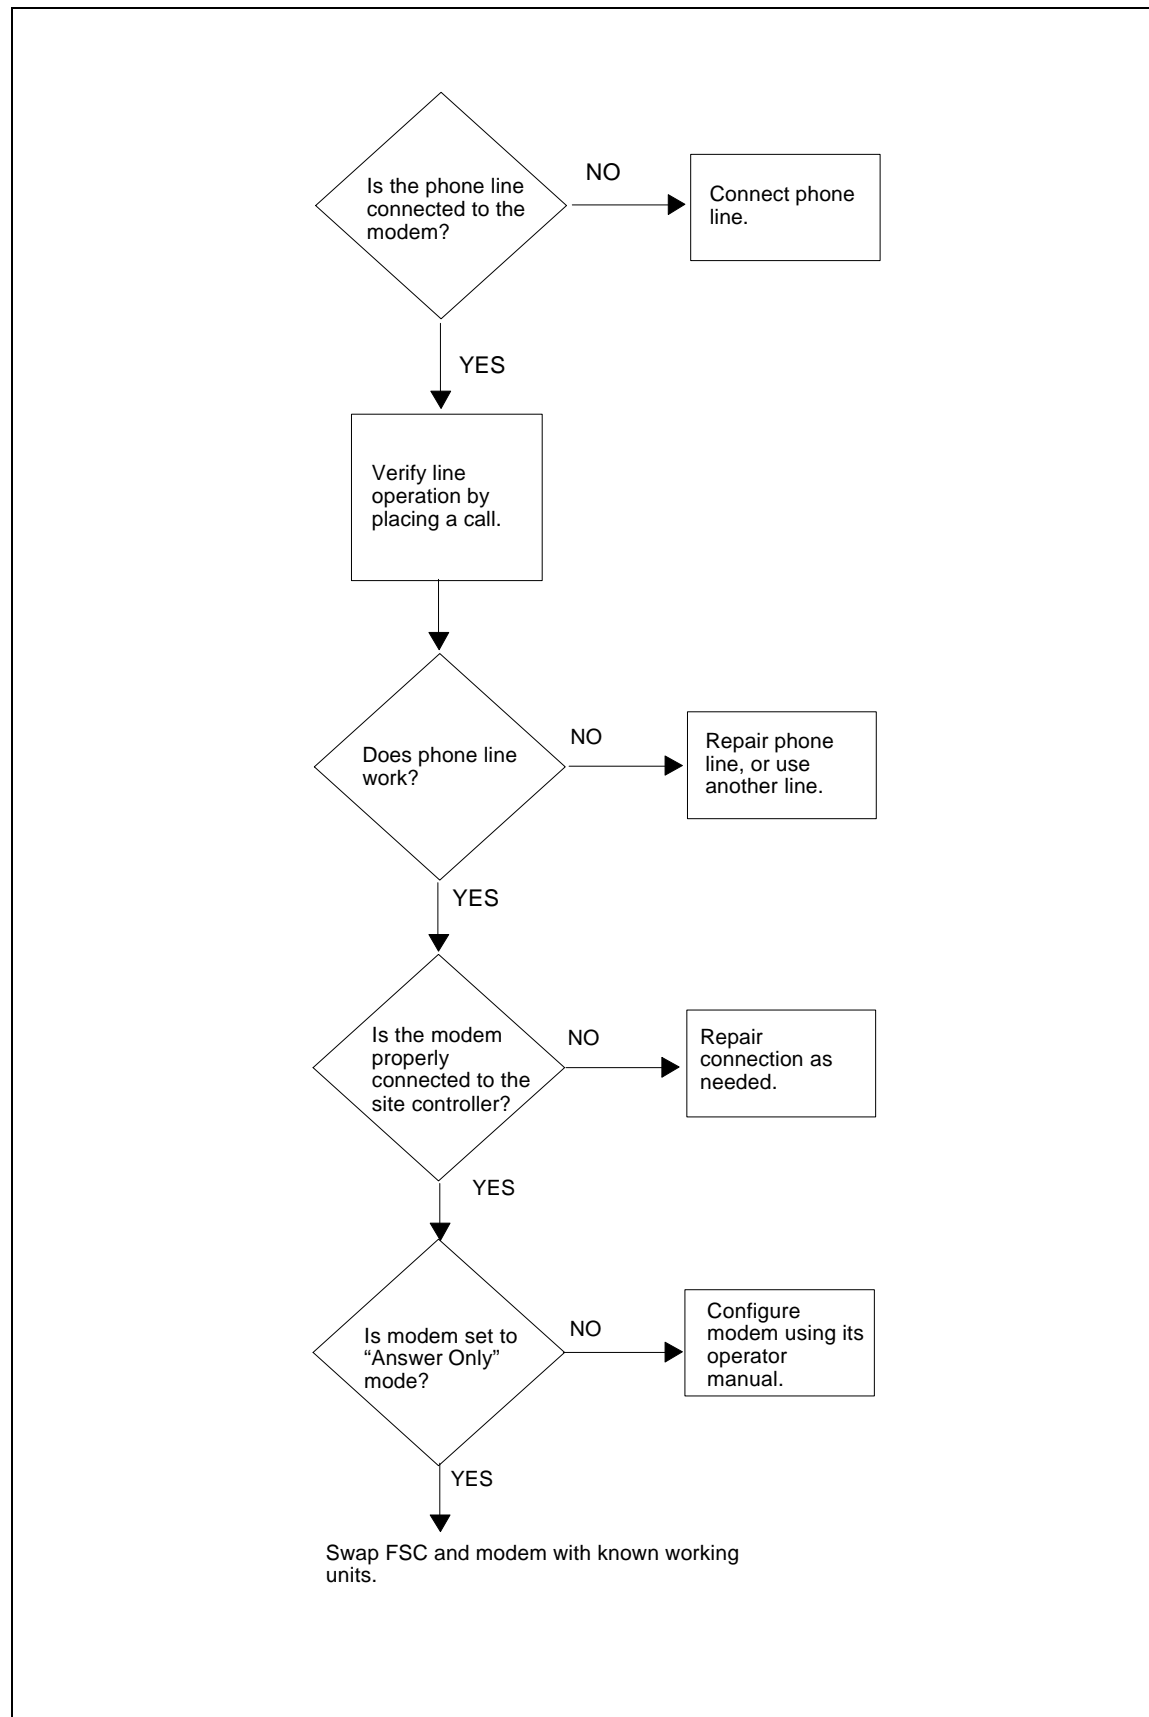 Is the phone line
connected to the
modem?
NO
Connect phone
line.
YES
Verify line
operation by
placing a call.
Does phone line
work?
NO
Repair phone
line, or use
another line.
YES
Is the modem
properly
connected to the
site controller?
NO
Repair
connection as
needed.
YES
Is modem set to
“Answer Only”
mode?
NO
Configure
modem using its
operator
manual.
YES
Swap FSC and modem with known working
units.